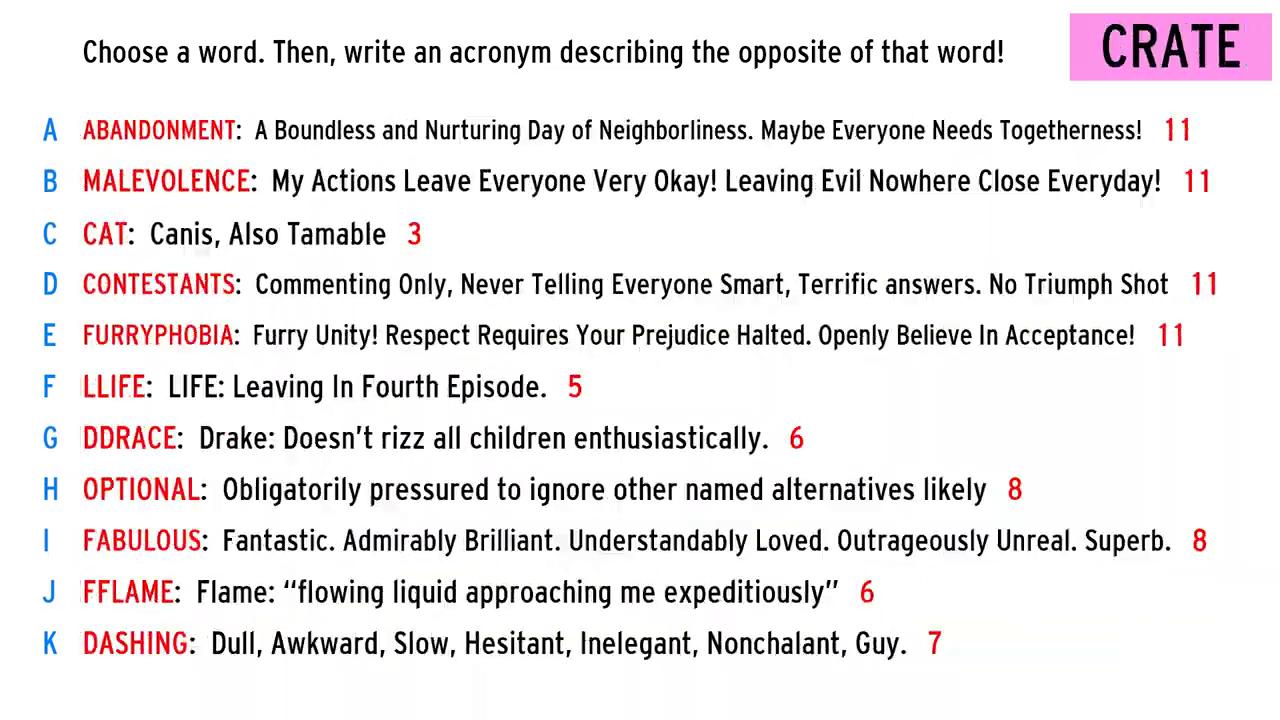 Choose a word. Then, write an acronym describing the opposite of that word!
CRATE
A ABANDONMENT: A Boundless and Nurturing Day of Neighborliness. Maybe Everyone Needs Togetherness! 11
B MALEVOLENCE: My Actions Leave Everyone Very Okay! Leaving Evil Nowhere Close Everyday! 11
C CAT: Canis, Also Tamable 3
D CONTESTANTS: Commenting Only, Never Telling Everyone Smart, Terrific answers. No Triumph Shot 11
E FURRYPHOBIA: Furry Unity! Respect Requires Your Prejudice Halted. Openly Believe In Acceptance! 11
F LLIFE: LIFE: Leaving In Fourth Episode. 5
G DDRACE: Drake: Doesn't rizz all children enthusiastically. 6
H OPTIONAL: Obligatorily pressured to ignore other named alternatives likely 8
I FABULOUS: Fantastic. Admirably Brilliant. Understandably Loved. Outrageously Unreal. Superb. 8
J FFLAME: Flame: “flowing liquid approaching me expeditiously” 6
K DASHING: Dull, Awkward, Slow, Hesitant, Inelegant, Nonchalant, Guy. 7